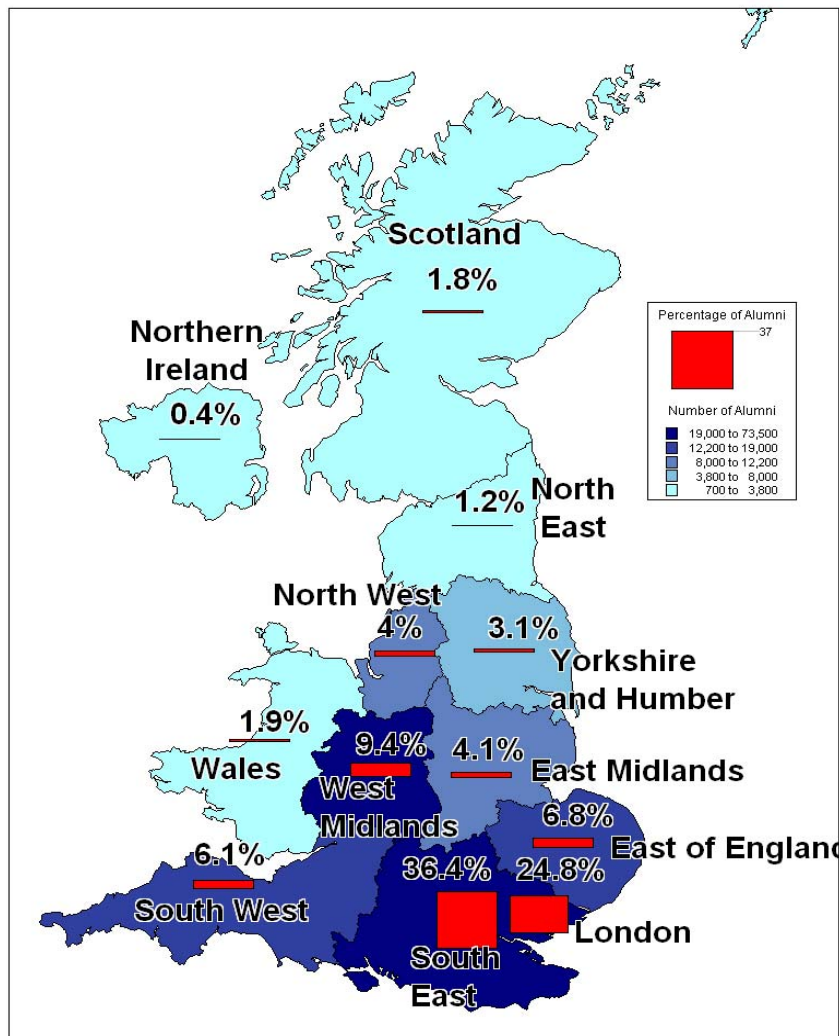 Scotland
1.8%
Northern
Ireland
0.4%
Percentage of Alumni
37
Number of Alumni
19,000 to 73,500
12,200 to 19,000
8,000 to 12,200
3,800 to 8,000
700 to 3,800
1.2%
North
East
North West
4%
3.1%
Yorkshire
and Humber
1.9%
Wales
9.4%
West
Midlands
4.1%
East Midlands
6.8%
East of England
6.1%
South West
36.4%
South
East
24.8%
London